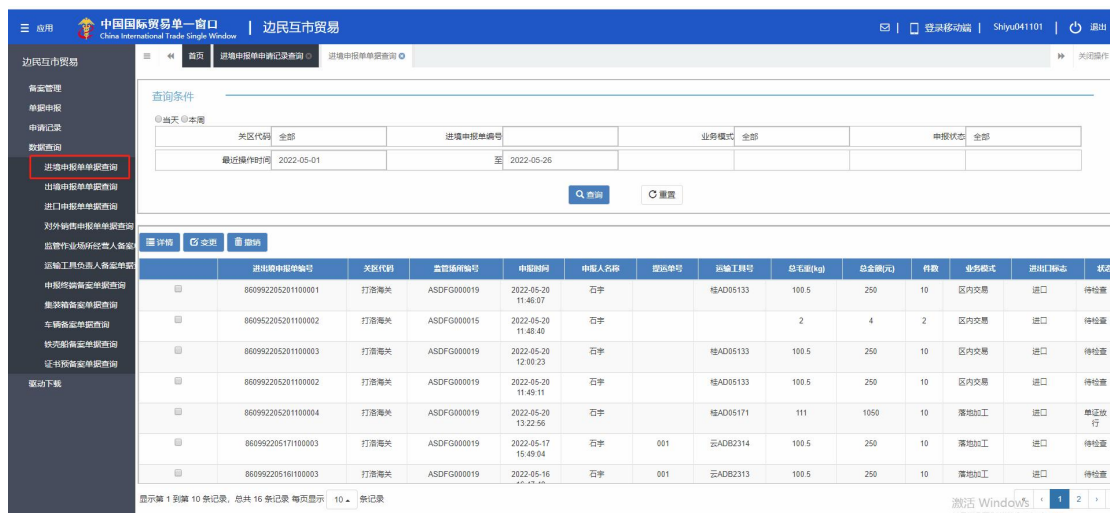 应用 中国国际贸易单一窗口 边民互市贸易 登录移动端 Shiyu041101 退出
China International Trade Single Window
边民互市贸易 首页 进境申报单申请记录查询 进境申报单单据查询 关闭操作
备案管理
单据申报
申请记录
数据查询
进境申报单单据查询
出境申报单单据查询
进口申报单单据查询
对外销售申报单单据查询
监管作业场所经营人备案
运输工具负责人备案单据
申报终端备案单据查询
集装箱备案单据查询
车辆备案单据查询
铁壳船备案单据查询
证书预备案单据查询
驱动下载
查询条件
当天 本周
关区代码 全部 进境申报单编号 业务模式 全部 申报状态 全部
最近操作时间 2022-05-01 至 2022-05-26
查询 重置
详情 变更 撤销
进出境申报单编号 关区代码 监管场所编号 申报时间 申报人名称 提运单号 运输工具号 总毛重(kg) 总金额(元) 件数 业务模式 进出口标志 状态
860992205201100001 打洛海关 ASDFG000019 2022-05-20 11:46:07 石宇 桂AD05133 100.5 250 10 区内交易 进口 待检查
860952205201100002 打洛海关 ASDFG000015 2022-05-20 11:48:40 石宇 2 4 2 区内交易 进口 待检查
860992205201100003 打洛海关 ASDFG000019 2022-05-20 12:00:23 石宇 桂AD05133 100.5 250 10 区内交易 进口 待检查
860992205201100002 打洛海关 ASDFG000019 2022-05-20 11:49:11 石宇 桂AD05133 100.5 250 10 区内交易 进口 待检查
860992205201100004 打洛海关 ASDFG000019 2022-05-20 13:22:56 石宇 桂AD05171 111 1050 10 落地加工 进口 单证放行
86099220517I100003 打洛海关 ASDFG000019 2022-05-17 15:49:04 石宇 001 云ADB2314 100.5 250 10 落地加工 进口 待检查
86099220516I100003 打洛海关 ASDFG000019 2022-05-16 石宇 001 云ADB2313 100.5 250 10 落地加工 进口 待检查
显示第 1 到第 10 条记录，总共 16 条记录 每页显示 10 条记录 1 2
激活 Windows